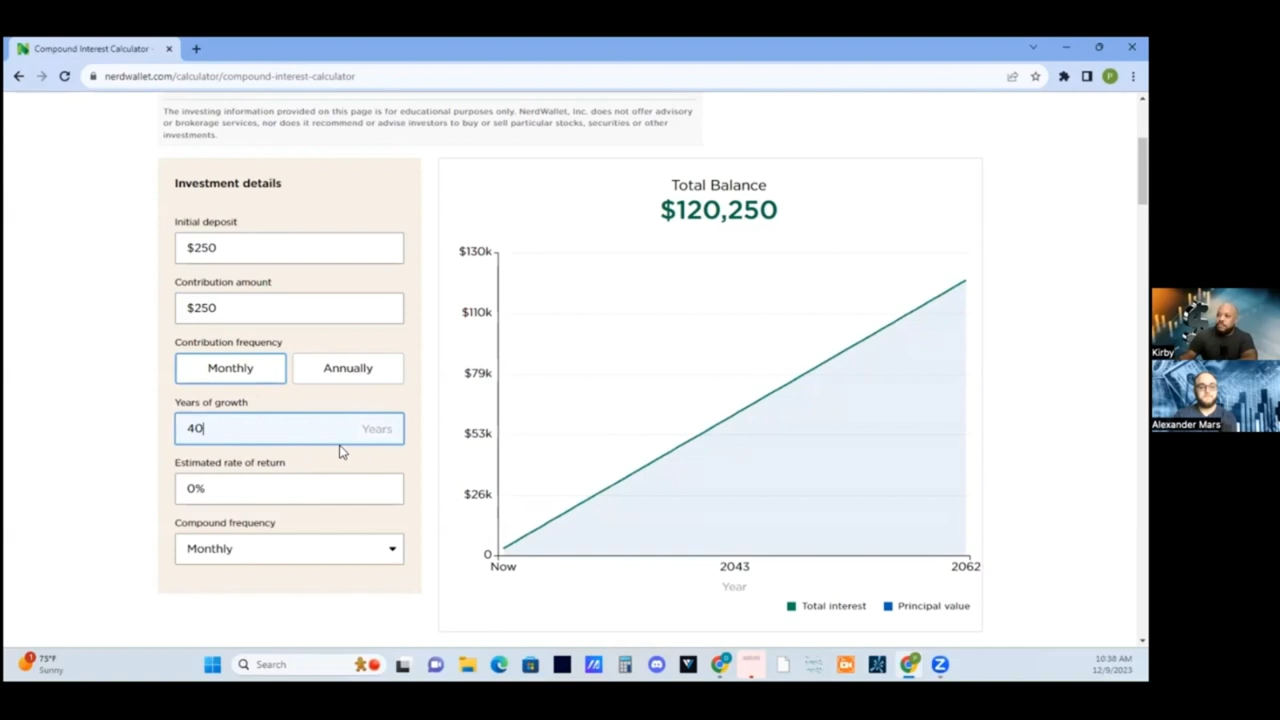 Compound Interest Calculator
nerdwallet.com/calculator/compound-interest-calculator
P
The investing information provided on this page is for educational purposes only. NerdWallet, Inc. does not offer advisory
or brokerage services, nor does it recommend or advise investors to buy or sell particular stocks, securities or other
investments.
Investment details
Initial deposit
$250
Contribution amount
$250
Contribution frequency
Monthly
Annually
Years of growth
40
Years
Estimated rate of return
0%
Compound frequency
Monthly
Total Balance
$120,250
$130k
$110k
$79k
$53k
$26k
0
Now
2043
2062
Year
Total interest
Principal value
Kirby
Alexander Mars
1
75°F
Sunny
Search
10:38 AM
12/9/2023